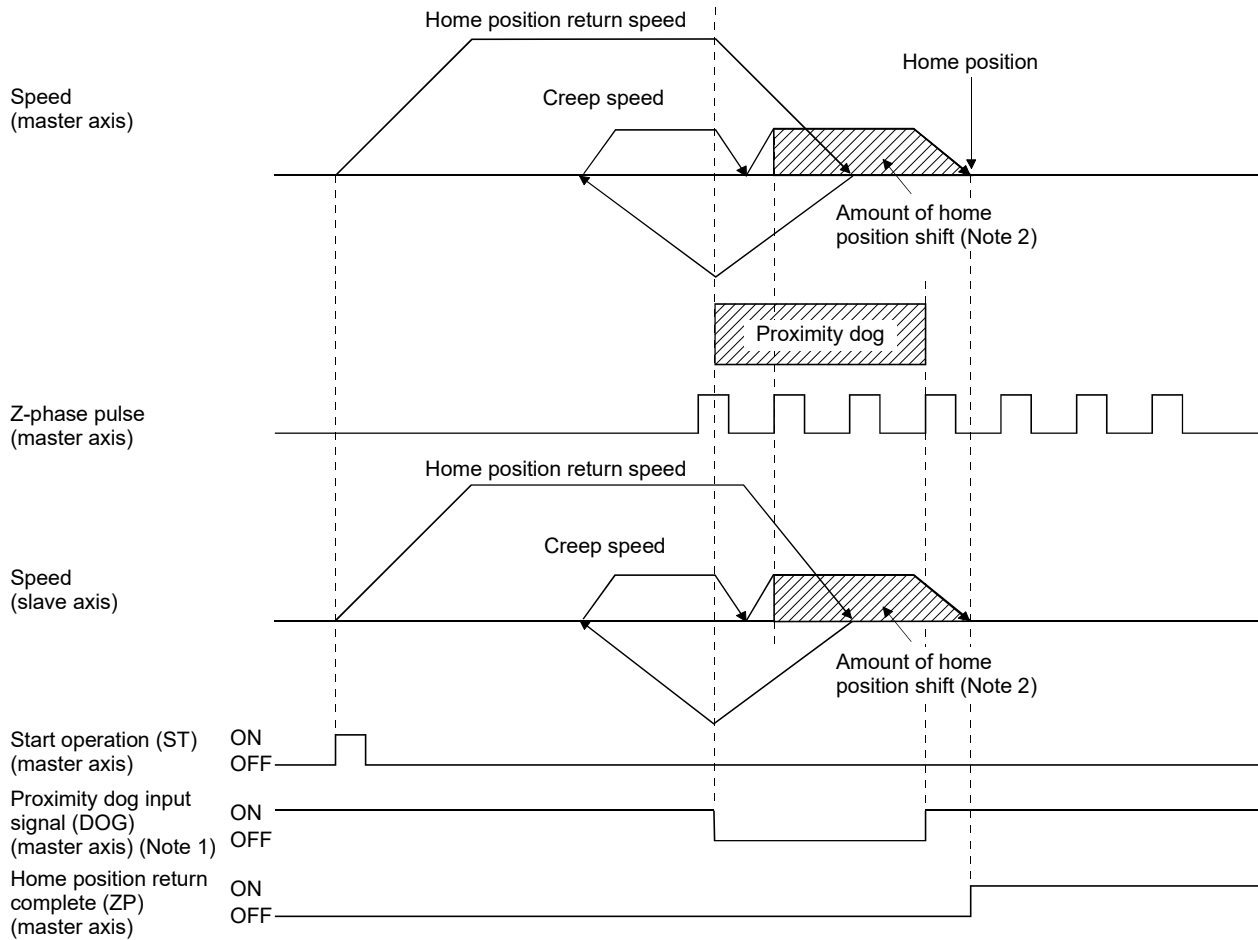 Home position return speed
Home position
Speed
(master axis)
Creep speed
Amount of home
position shift (Note 2)
Proximity dog
Z-phase pulse
(master axis)
Home position return speed
Creep speed
Speed
(slave axis)
Amount of home
position shift (Note 2)
Start operation (ST)
(master axis)
ON
OFF
Proximity dog input
signal (DOG)
(master axis) (Note 1)
ON
OFF
Home position return
complete (ZP)
(master axis)
ON
OFF